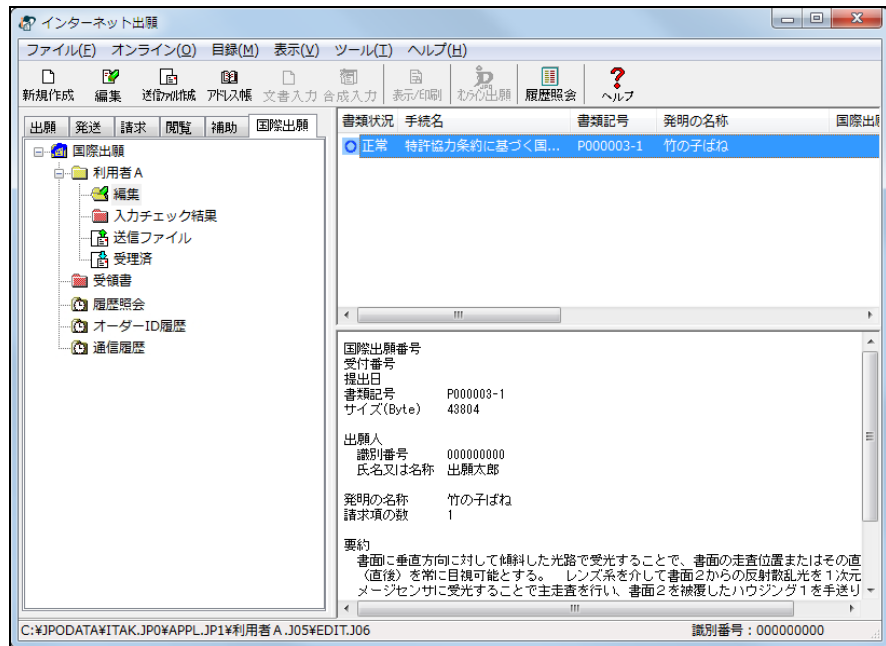 インターネット出願
ファイル(F) オンライン(O) 目録(M) 表示(V) ツール(T) ヘルプ(H)
新規作成 編集 送信ファイル作成 アドレス帳 文書入力 合成入力 表示/印刷 オンライン出願 履歴照会 ヘルプ
出願 発送 請求 閲覧 補助 国際出願
国際出願
利用者A
編集
入力チェック結果
送信ファイル
受理済
受領書
履歴照会
オーダーID履歴
通信履歴
書類状況 手続名 書類記号 発明の名称 国際出願
正常 特許協力条約に基づく国... P000003-1 竹の子ばね
国際出願番号
受付番号
提出日
書類記号 P000003-1
サイズ(Byte) 43804
出願人
識別番号 000000000
氏名又は名称 出願太郎
発明の名称 竹の子ばね
請求項の数 1
要約
書面に垂直方向に対して傾斜した光路で受光することで、書面の走査位置またはその直
（直後）を常に目視可能とする。 レンズ系を介して書面２からの反射散乱光を１次元
メージセンサに受光することで主走査を行い、書面２を被覆したハウジング１を手送り
C:¥JPODATA¥ITAK.JP0¥APPL.JP1¥利用者A.J05¥EDIT.J06
識別番号：000000000